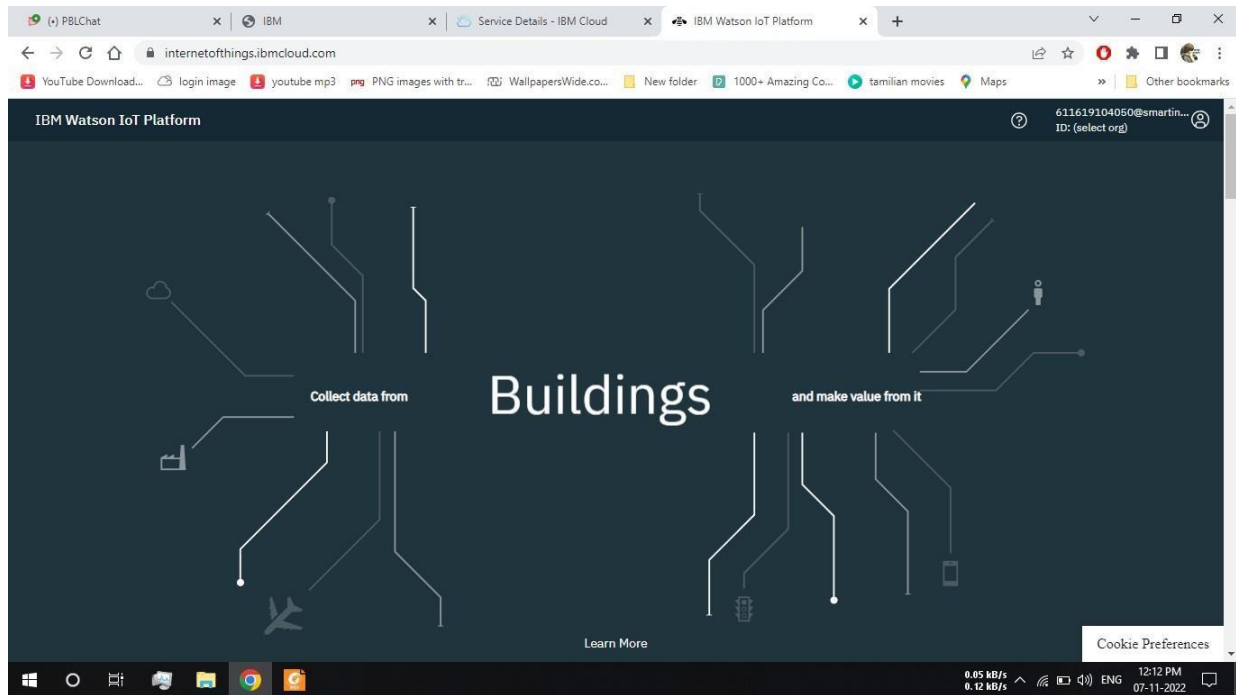 (•) PBLChat
IBM
Service Details - IBM Cloud
IBM Watson IoT Platform
internetofthings.ibmcloud.com
YouTube Download...
login image
youtube mp3
png PNG images with tr...
WallpapersWide.co...
New folder
1000+ Amazing Co...
tamilian movies
Maps
»
Other bookmarks
IBM Watson IoT Platform
611619104050@smartin...
ID: (select org)
Collect data from
Buildings
and make value from it
Learn More
Cookie Preferences
0.05 kB/s
0.12 kB/s
ENG
12:12 PM
07-11-2022